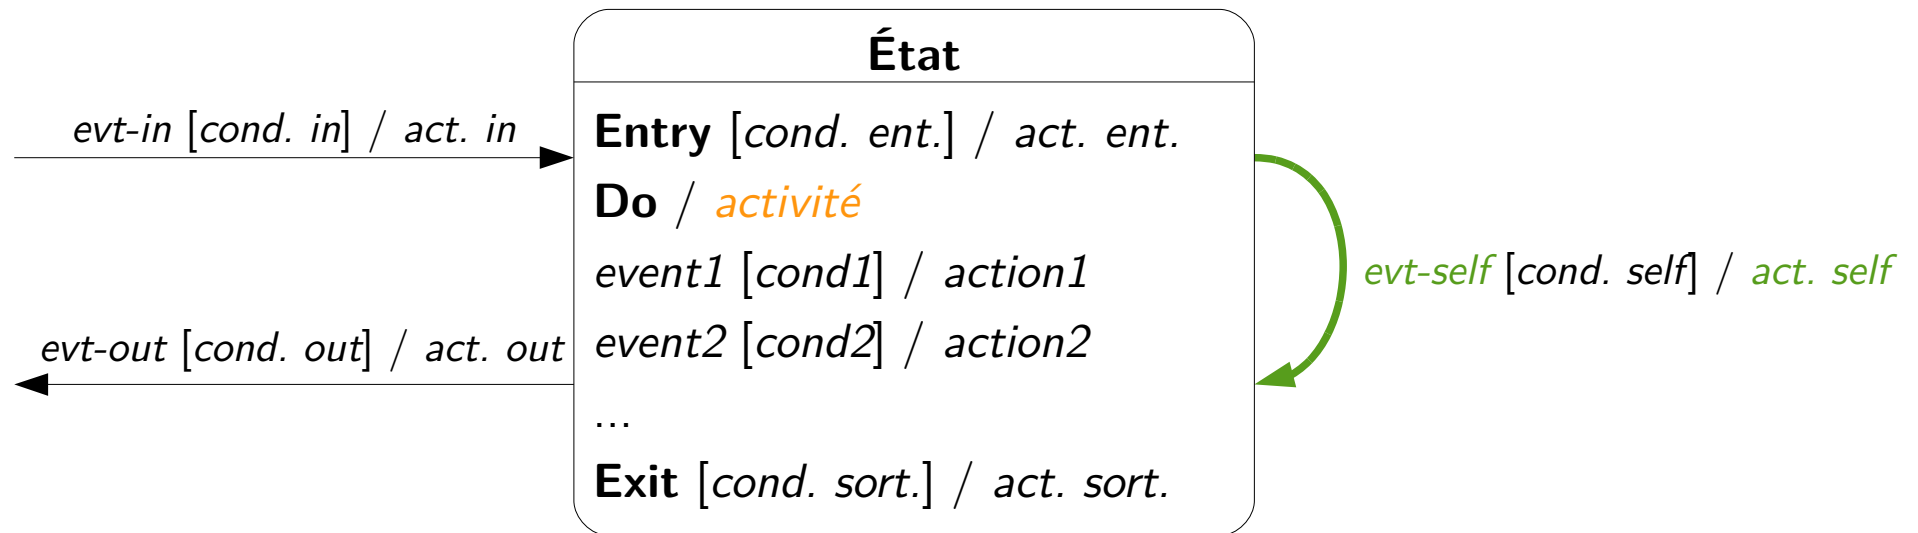 État
evt-in [cond. in] / act. in
Entry [cond. ent.] / act. ent.
Do / activité
event1 [cond1] / action1
evt-self [cond. self] / act. self
evt-out [cond. out] / act. out
event2 [cond2] / action2
...
Exit [cond. sort.] / act. sort.